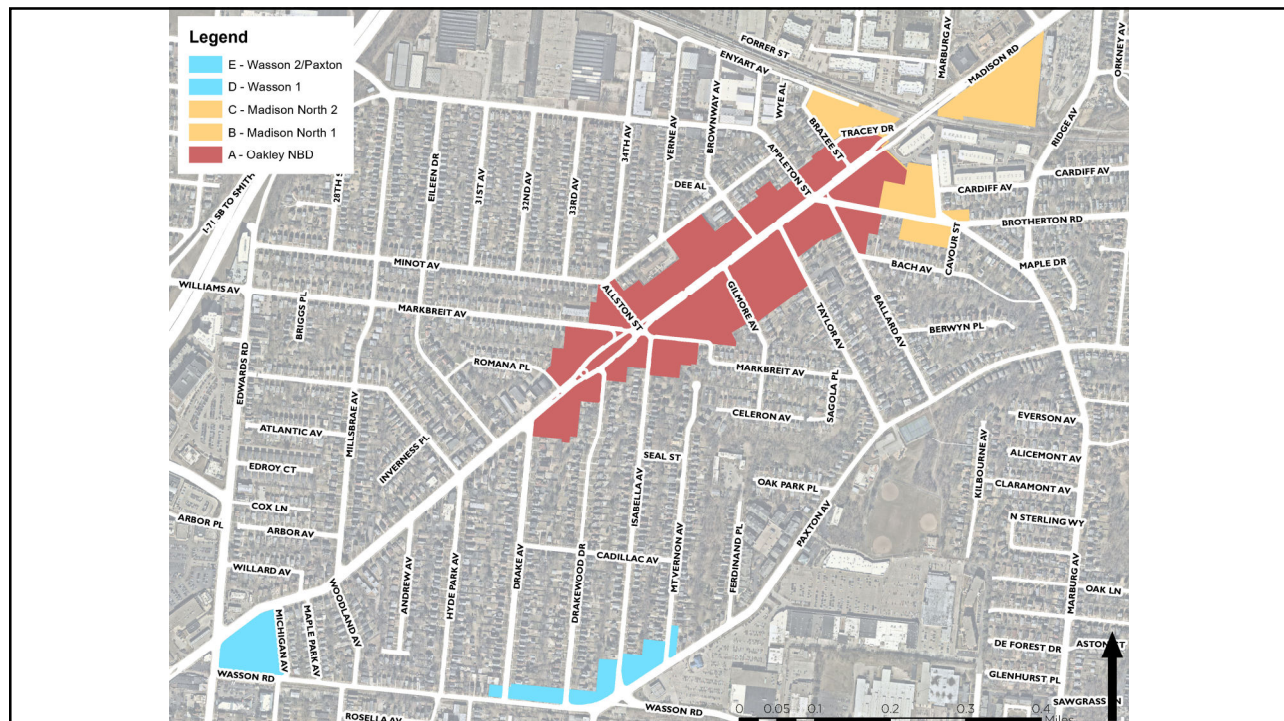 Legend
E - Wasson 2/Paxton
D - Wasson 1
C - Madison North 2
B - Madison North 1
A - Oakley NBD
FORRER ST
ENYART AV
MARBURG AV
MADISON RD
ORKNEY AV
RIDGE AV
WYE AL
BROWNWAY AV
VERNE AV
34TH AV
BRAZEE ST
TRACEY DR
APPLETON ST
DEE AL
CARDIFF AV
BROTHERTON RD
CAVOUR ST
MAPLE DR
BACH AV
I-71 SB TO SMITH
28TH S
EILEEN DR
31ST AV
32ND AV
33RD AV
MINOT AV
WILLIAMS AV
BRIGGS PL
MARKBREIT AV
ALLSTON ST
GILMORE AV
TAYLOR AV
BALLARD AV
BERWYN PL
EDWARDS RD
ROMANA PL
MARKBREIT AV
SAGOLA PL
CELERON AV
MILLSBRAE AV
ATLANTIC AV
INVERNESS PL
EDROY CT
COX LN
ARBOR PL
ARBOR AV
WILLARD AV
SEAL ST
ISABELLA AV
OAK PARK PL
PAXTON AV
KILBOURNE AV
EVERSON AV
ALICEMONT AV
CLARAMONT AV
N STERLING WY
MARBURG AV
OAK LN
DE FOREST DR
GLENHURST PL
CADILLAC AV
MT VERNON AV
FERDINAND PL
DRAKE AV
DRAKEWOOD DR
HYDE PARK AV
ANDREW AV
WOODLAND AV
MAPLE PARK AV
MICHIGAN AV
WASSON RD
ROSELLA AV
WASSON RD
0 0.05 0.1 0.2 0.3 0.4
Miles